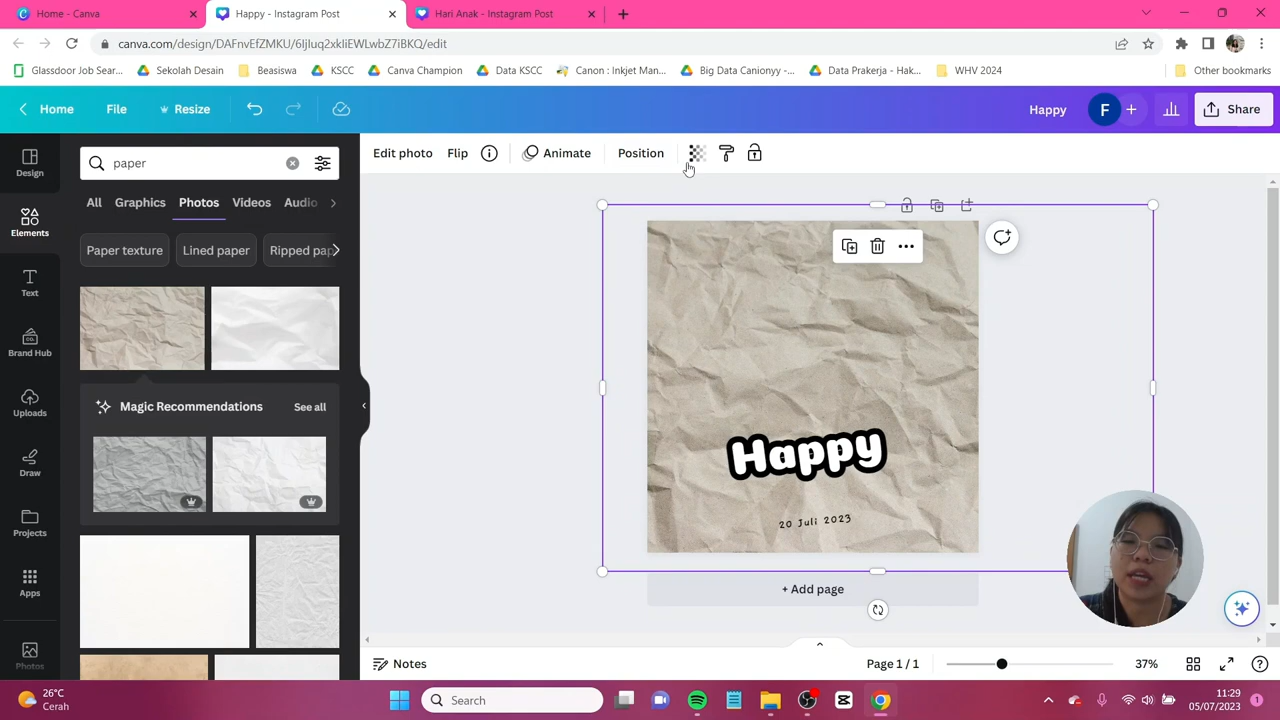 Home - Canva
Happy - Instagram Post
Hari Anak - Instagram Post
canva.com/design/DAFnvEfZMKU/6IjIuq2xkIiEWLwbZ7iBKQ/edit
Glassdoor Job Sear...
Sekolah Desain
Beasiswa
KSCC
Canva Champion
Data KSCC
Canon : Inkjet Man...
Big Data Canionyy -...
Data Prakerja - Hak...
WHV 2024
Other bookmarks
Home
File
Resize
Happy
F
Share
Design
Elements
Text
Brand Hub
Uploads
Draw
Projects
Apps
Photos
paper
All
Graphics
Photos
Videos
Audio
Paper texture
Lined paper
Ripped pap
Magic Recommendations
See all
Edit photo
Flip
Animate
Position
Happy
20 Juli 2023
+ Add page
Notes
Page 1 / 1
37%
26°C
Cerah
Search
11:29
05/07/2023
1